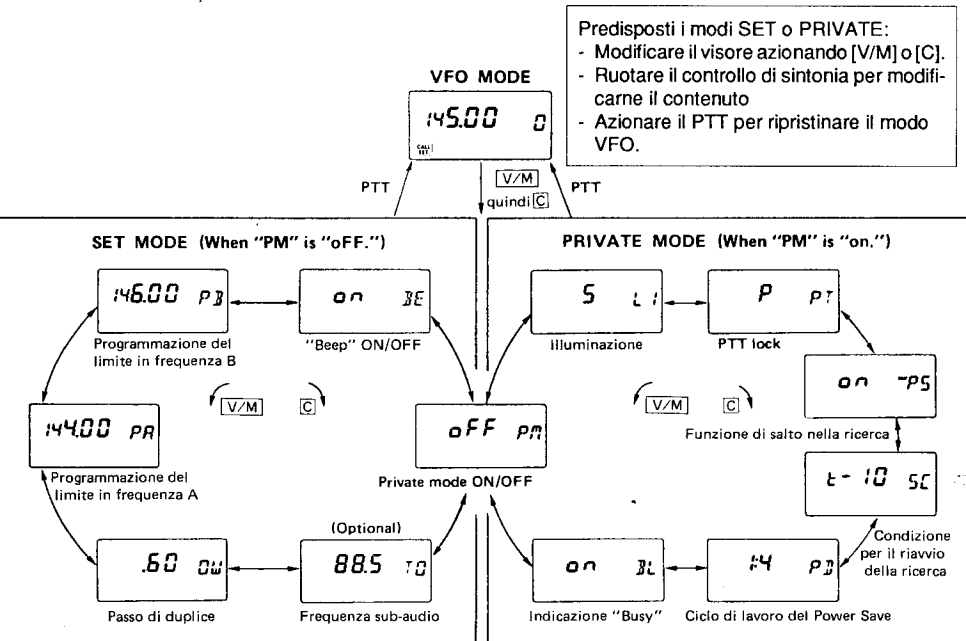 Predisposti i modi SET o PRIVATE:
- Modificare il visore azionando [V/M] o [C].
- Ruotare il controllo di sintonia per modifi-
carne il contenuto
- Azionare il PTT per ripristinare il modo
VFO.
VFO MODE
145.00 0
CALL
SET
PTT
V/M
quindi C
PTT
SET MODE (When "PM" is "oFF.")
146.00 PB
Programmazione del
limite in frequenza B
on BE
"Beep" ON/OFF
V/M C
144.00 PA
Programmazione del
limite in frequenza A
.60 OW
Passo di duplice
(Optional)
88.5 TO
Frequenza sub-audio
oFF PM
Private mode ON/OFF
PRIVATE MODE (When "PM" is "on.")
5 LI
Illuminazione
P PT
PTT lock
V/M C
on -PS
Funzione di salto nella ricerca
t-10 SC
Condizione
per il riavvio
della ricerca
on BL
Indicazione "Busy"
1:4 PD
Ciclo di lavoro del Power Save